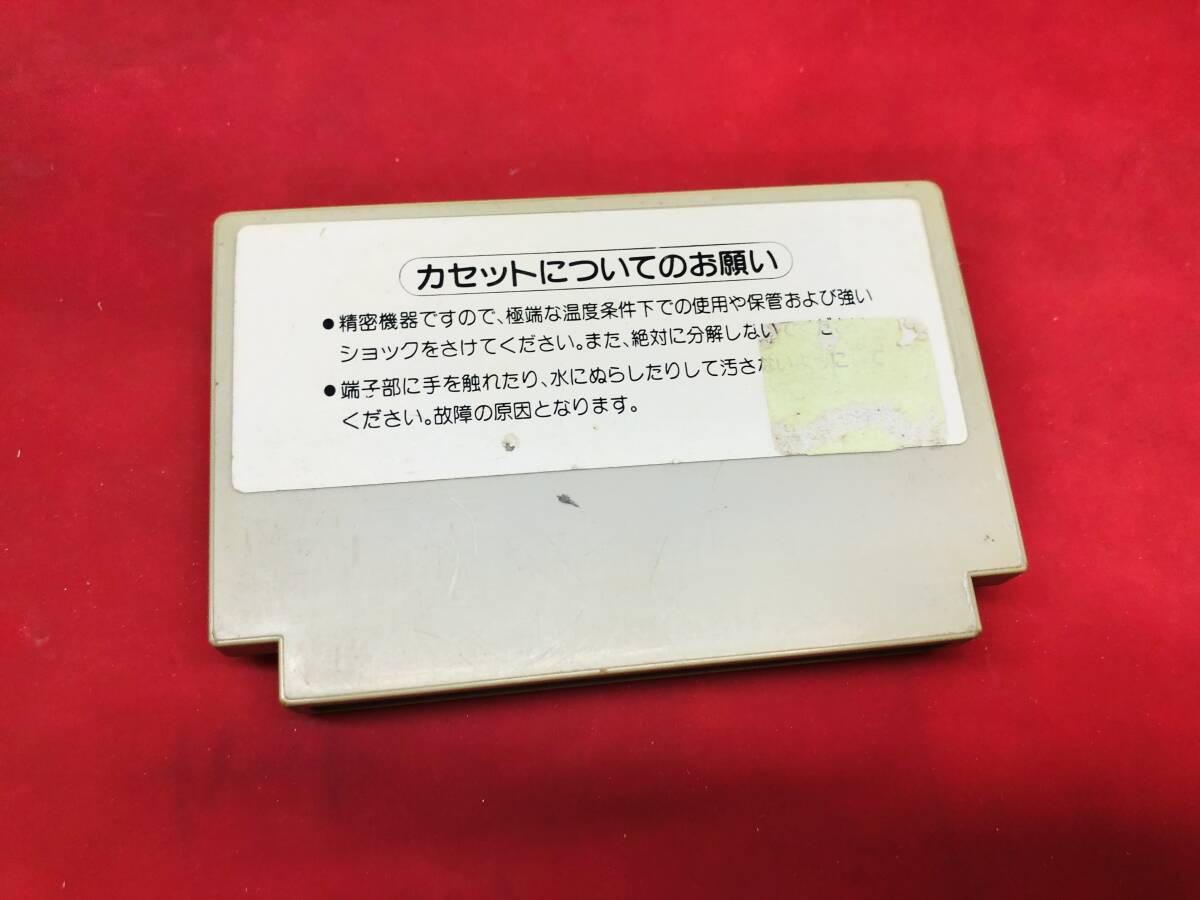 カセットについてのお願い
●精密機器ですので、極端な温度条件下での使用や保管および強い
ショックをさけてください。また、絶対に分解しない
●端子部に手を触れたり、水にぬらしたりして汚さないように
ください。故障の原因となります。